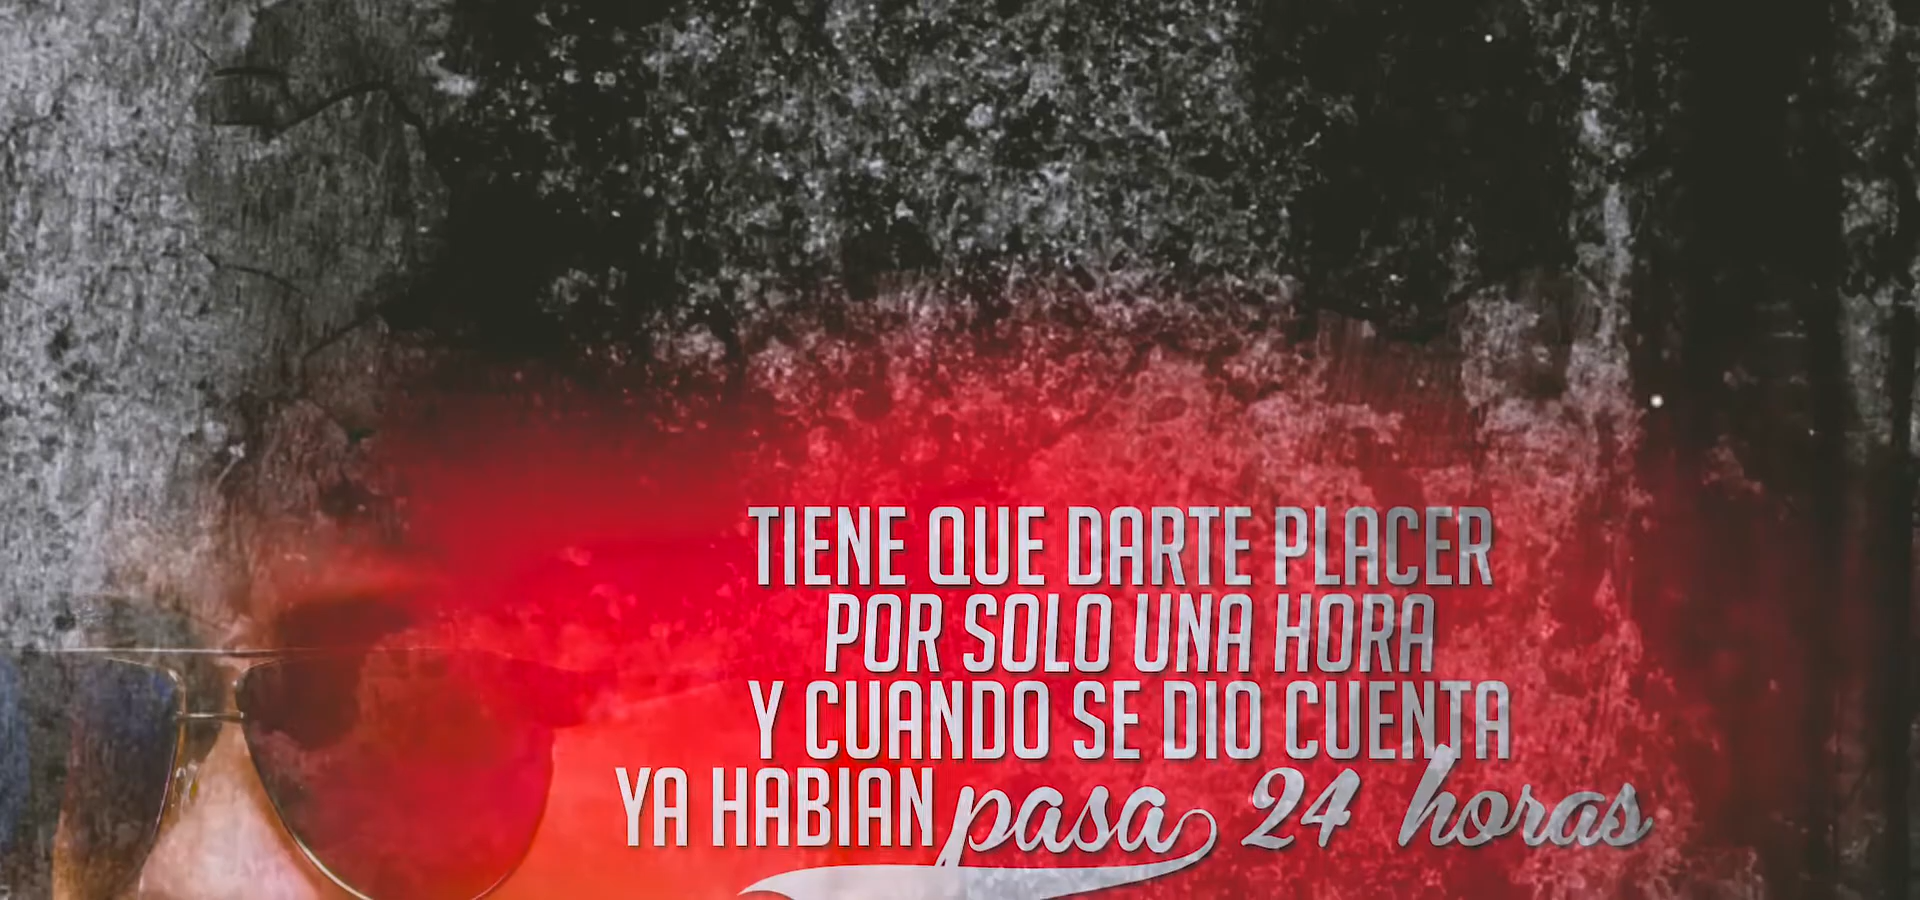 TIENE QUE DARTE PLACER
POR SOLO UNA HORA
Y CUANDO SE DIO CUENTA
YA HABIAN pasa 24 horas